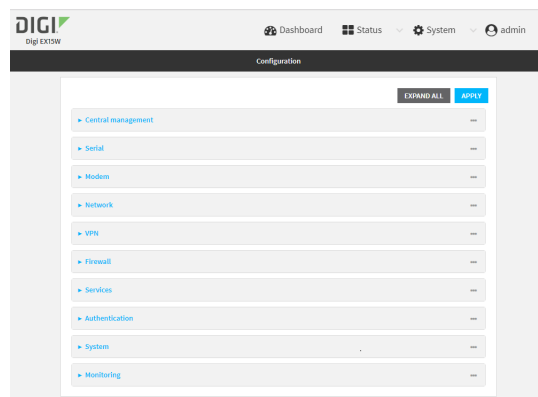 DIGI
Digi EX15W
Dashboard
Status
System
admin
Configuration
EXPAND ALL
APPLY
Central management
Serial
Modem
Network
VPN
Firewall
Services
Authentication
System
Monitoring